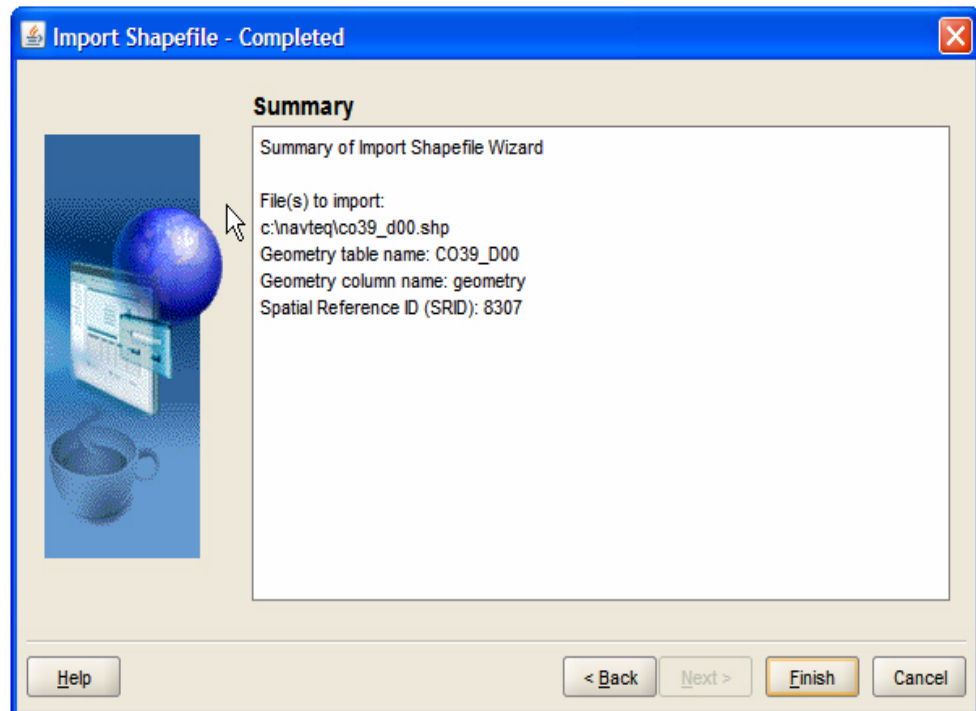 Import Shapefile - Completed
Summary
Summary of Import Shapefile Wizard
File(s) to import:
c:\navteq\co39_d00.shp
Geometry table name: CO39_D00
Geometry column name: geometry
Spatial Reference ID (SRID): 8307
Help
< Back
Next >
Finish
Cancel